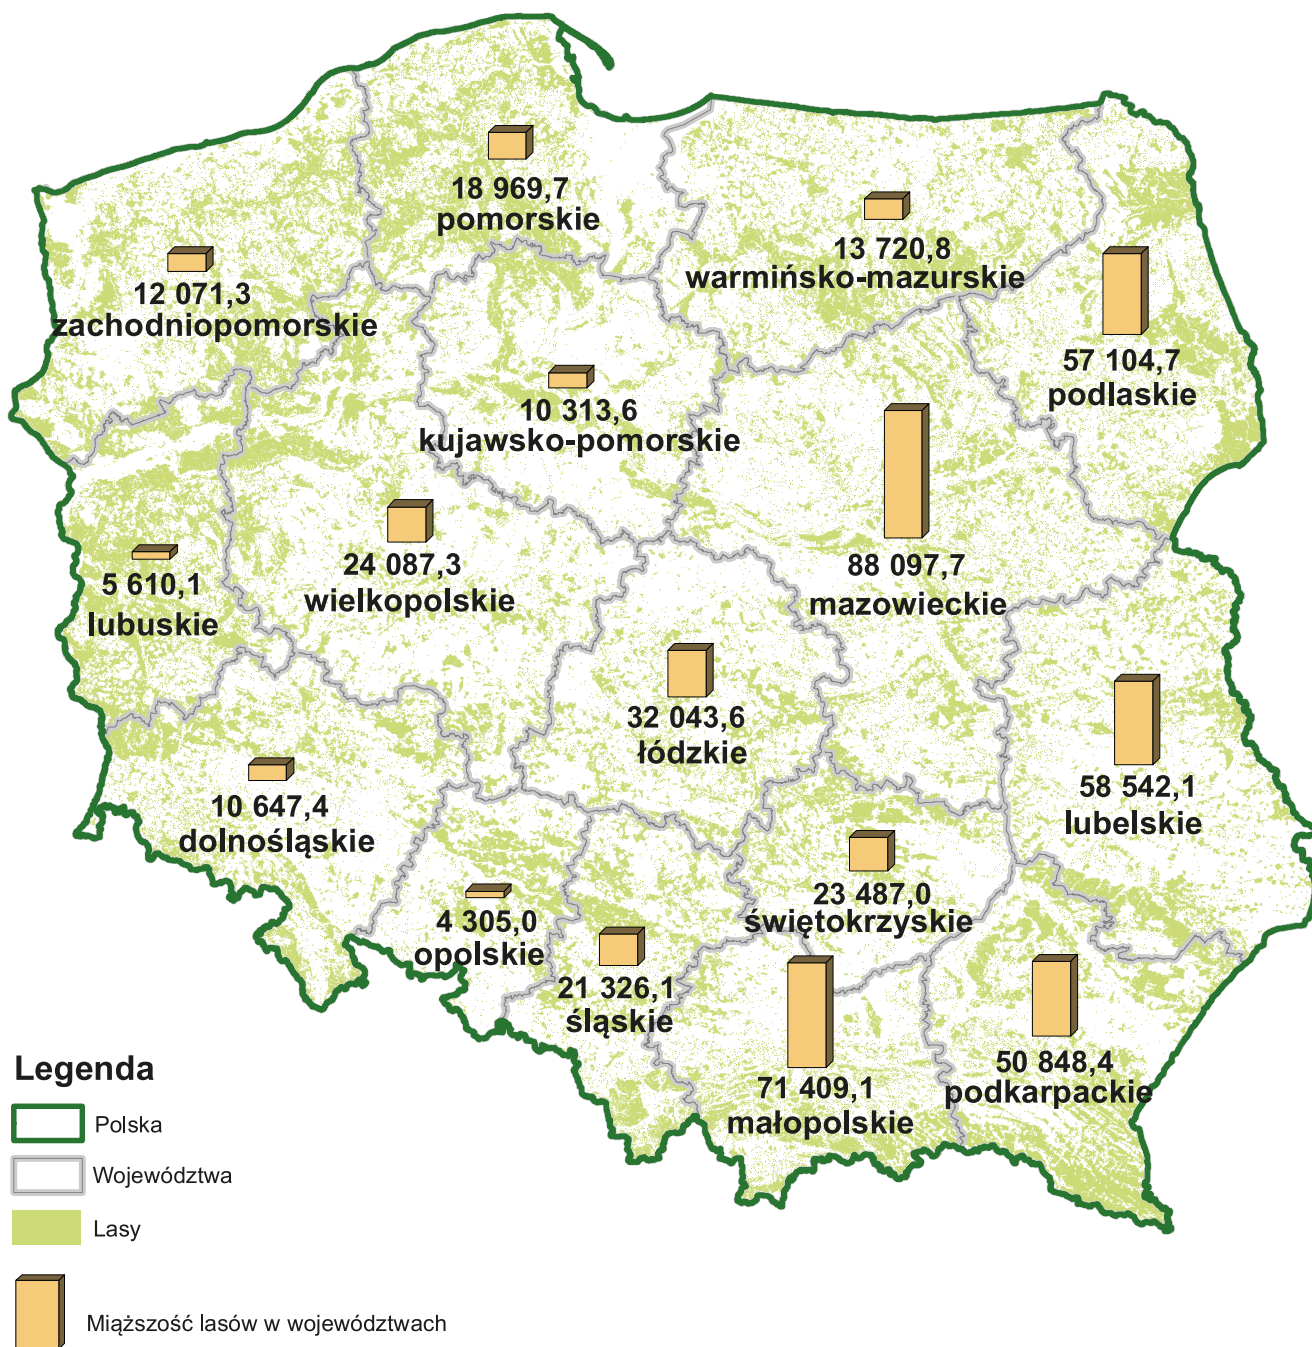 18 969,7
pomorskie
13 720,8
warmińsko-mazurskie
12 071,3
zachodniopomorskie
57 104,7
podlaskie
10 313,6
kujawsko-pomorskie
88 097,7
mazowieckie
24 087,3
wielkopolskie
5 610,1
lubuskie
32 043,6
łódzkie
58 542,1
lubelskie
10 647,4
dolnośląskie
23 487,0
świętokrzyskie
4 305,0
opolskie
21 326,1
śląskie
50 848,4
podkarpackie
71 409,1
małopolskie
Legenda
Polska
Województwa
Lasy
Miąższość lasów w województwach